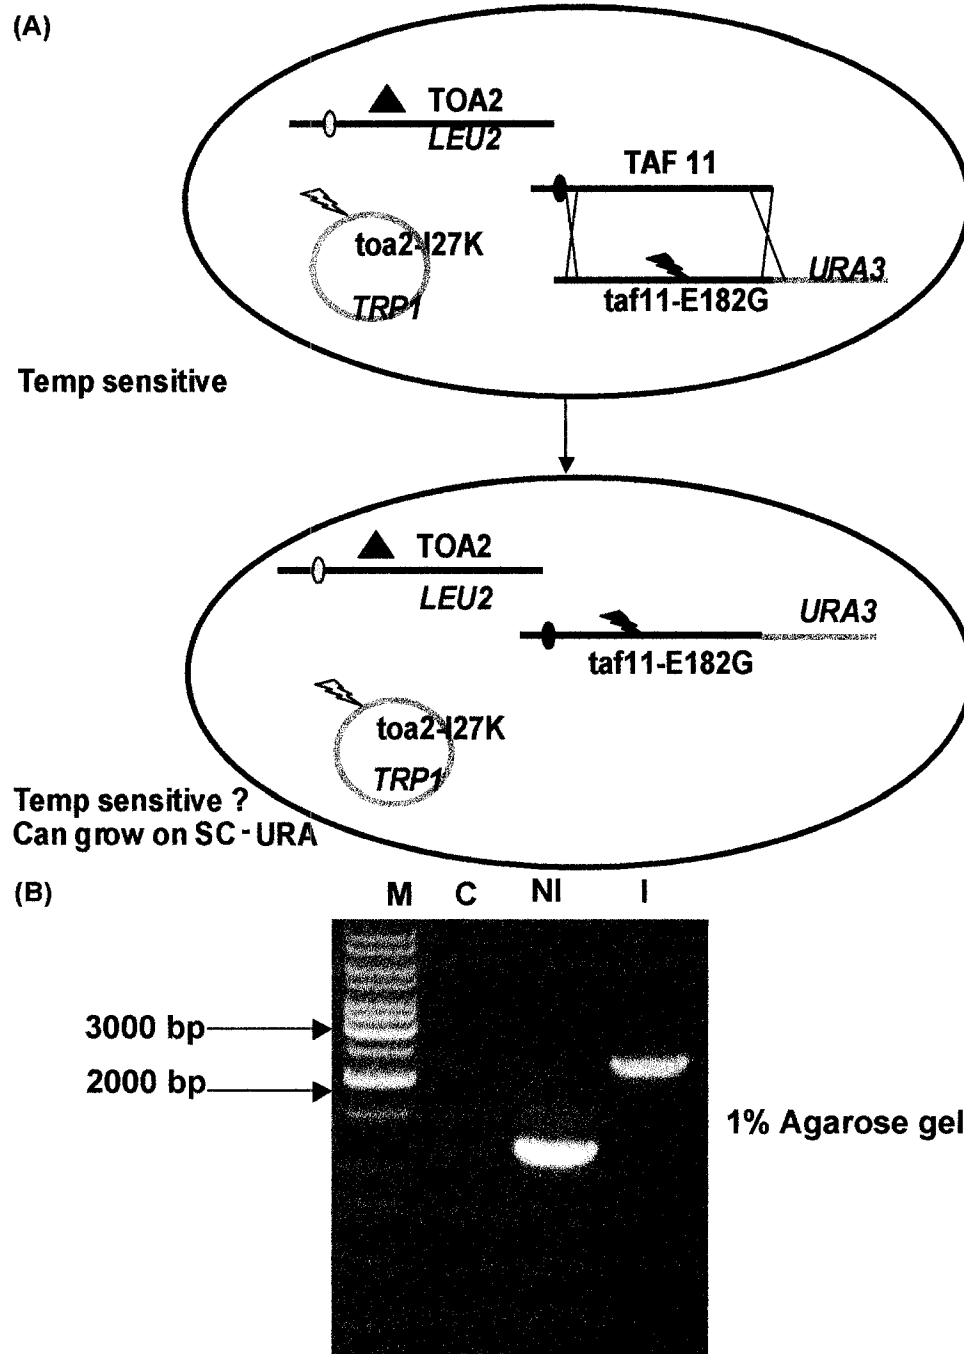 (A)
TOA2
LEU2
TAF 11
toa2-I27K
TRP1
URA3
taf11-E182G
Temp sensitive
TOA2
LEU2
URA3
taf11-E182G
toa2-I27K
TRP1
Temp sensitive ?
Can grow on SC-URA
(B)
M C NI I
3000 bp
2000 bp
1% Agarose gel